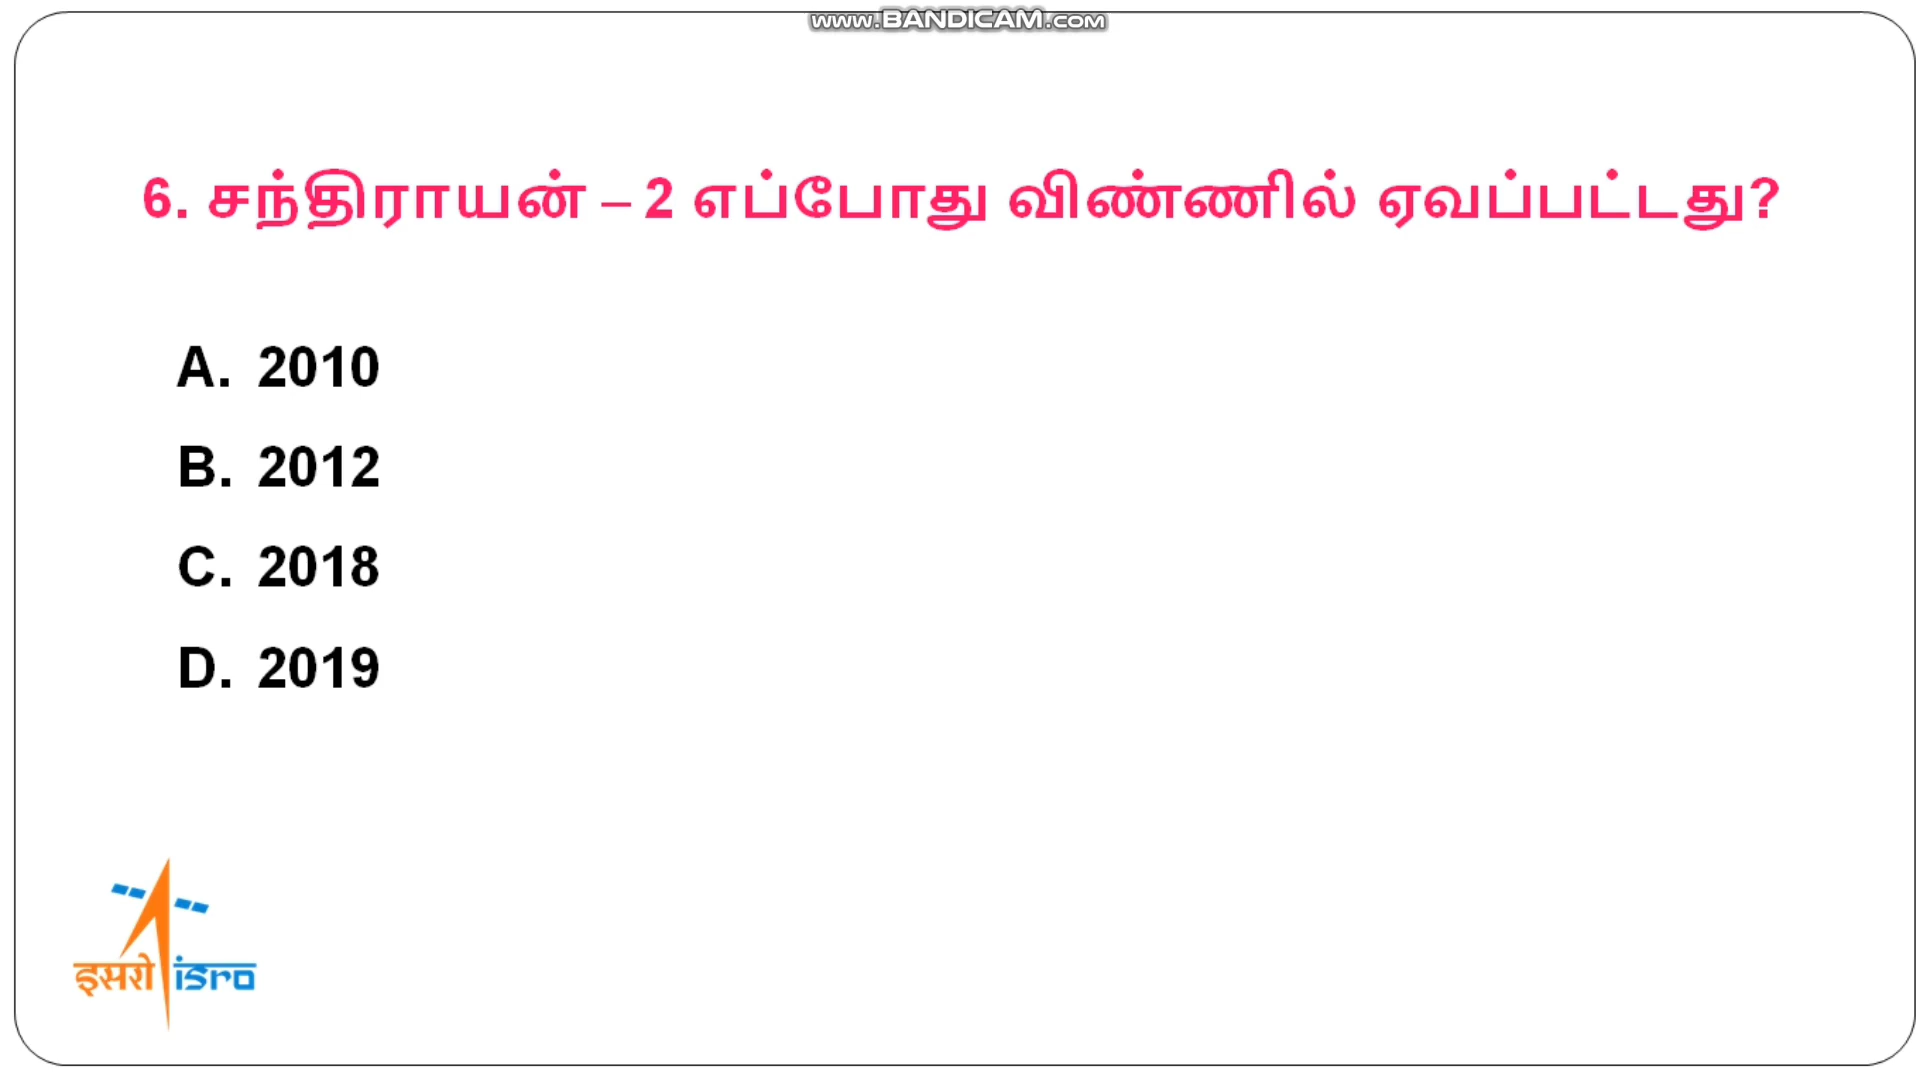 www.BANDICAM.com
6. சந்திராயன் – 2 எப்போது விண்ணில் ஏவப்பட்டது?
A. 2010
B. 2012
C. 2018
D. 2019
इसरो isro